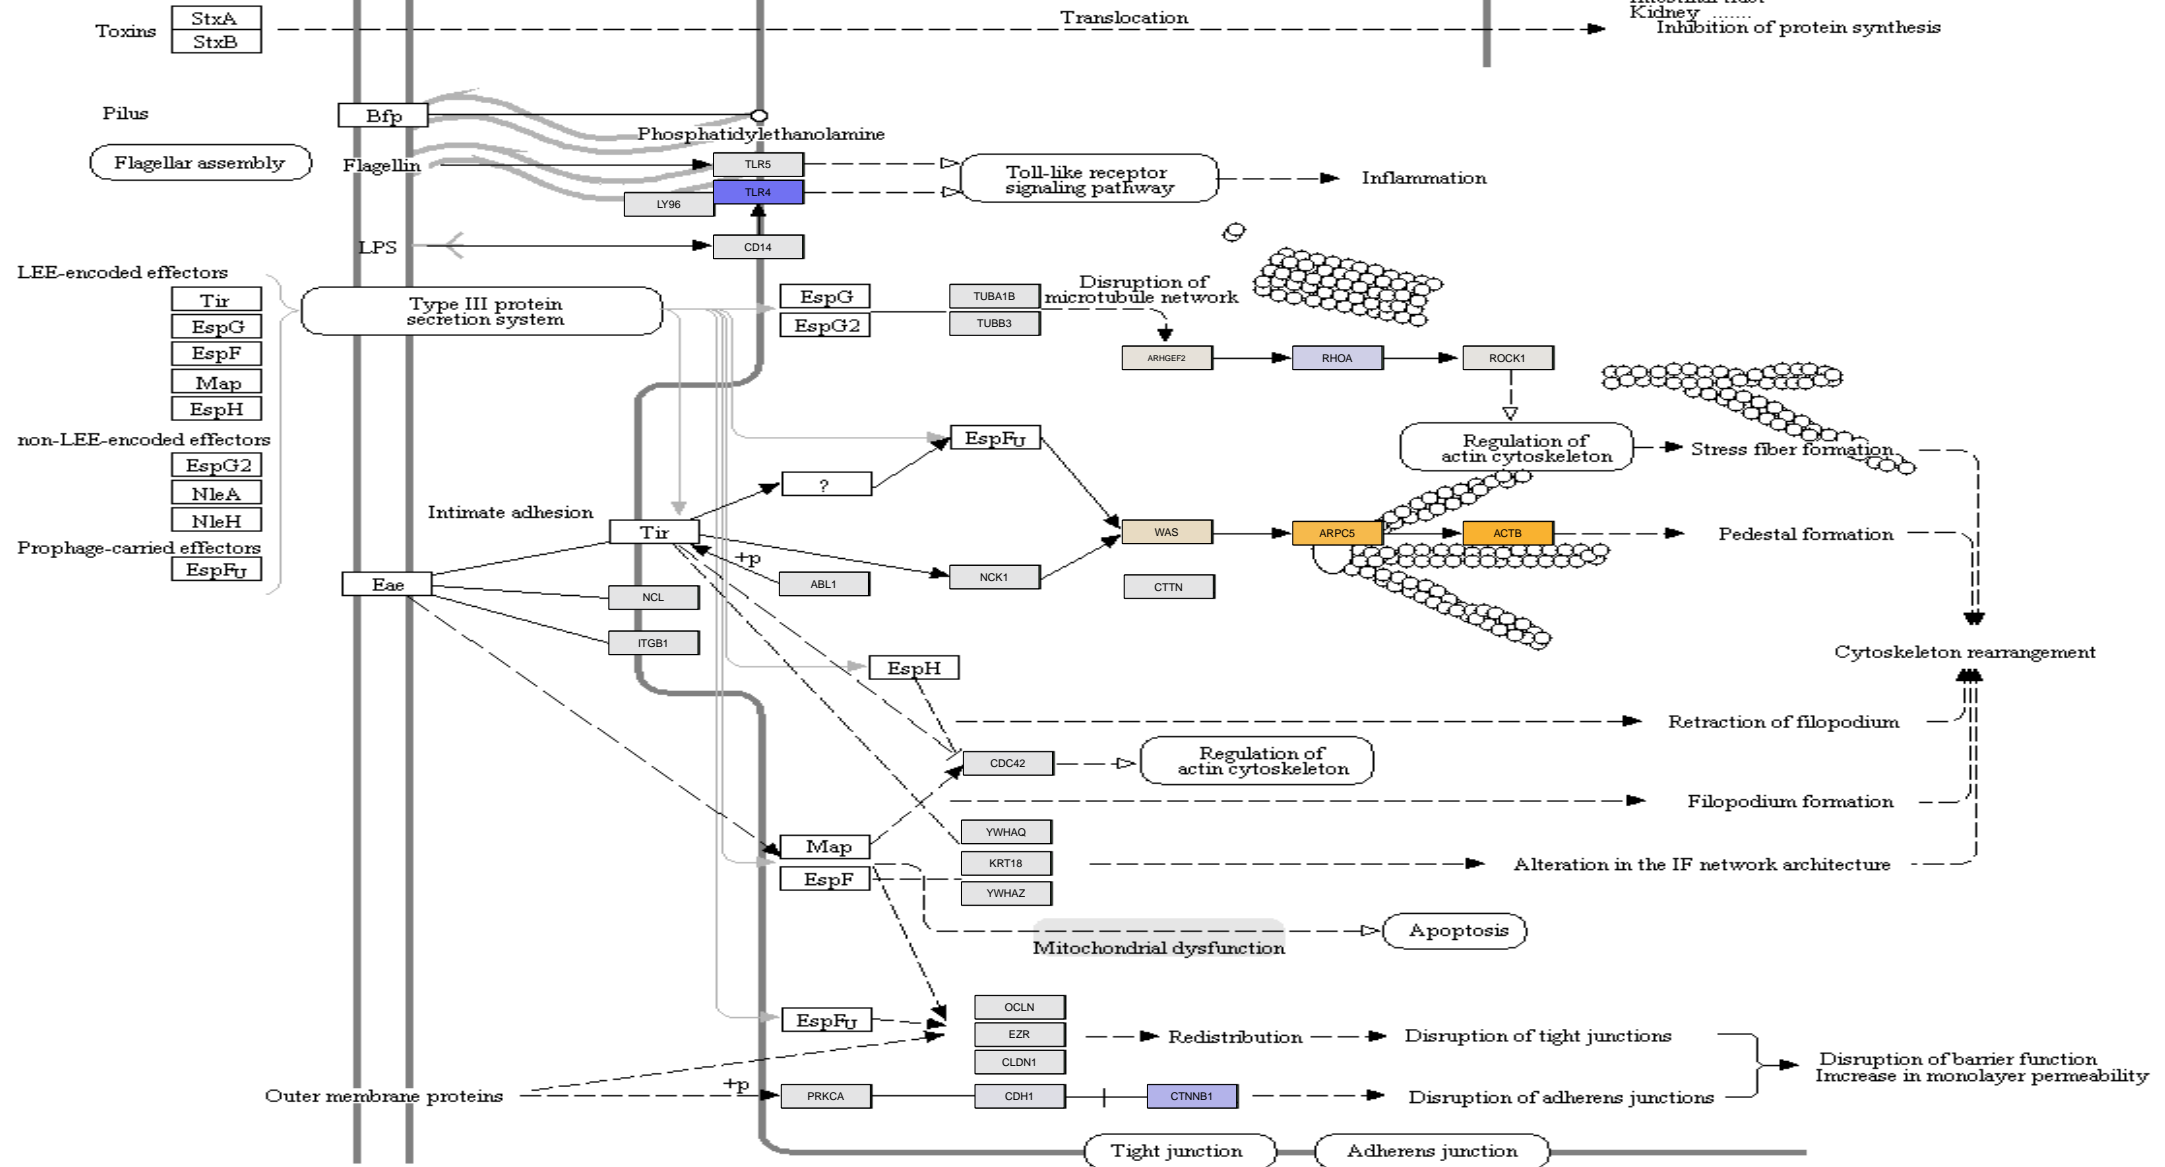 Kidney .......
Inhibition of protein synthesis
Toxins
StxA
StxB
Translocation
Pilus
Bfp
Phosphatidylethanolamine
Flagellar assembly
Flagellin
TLR5
TLR4
LY96
Toll-like receptor
signaling pathway
Inflammation
LPS
CD14
LEE-encoded effectors
Tir
EspG
EspF
Map
EspH
non-LEE-encoded effectors
EspG2
NleA
NleH
Prophage-carried effectors
EspFU
Type III protein
secretion system
EspG
EspG2
TUBA1B
TUBB3
Disruption of
microtubule network
ARHGEF2
RHOA
ROCK1
EspFU
Regulation of
actin cytoskeleton
Stress fiber formation
?
Intimate adhesion
Tir
WAS
ARPC5
ACTB
Pedestal formation
+p
Eae
NCL
ABL1
NCK1
CTTN
ITGB1
EspH
Cytoskeleton rearrangement
Retraction of filopodium
CDC42
Regulation of
actin cytoskeleton
Filopodium formation
YWHAQ
Map
KRT18
Alteration in the IF network architecture
EspF
YWHAZ
Apoptosis
Mitochondrial dysfunction
OCLN
EspFU
EZR
Redistribution
Disruption of tight junctions
CLDN1
Disruption of barrier function
Imcrease in monolayer permeability
Outer membrane proteins
+p
PRKCA
CDH1
CTNNB1
Disruption of adherens junctions
Tight junction
Adherens junction